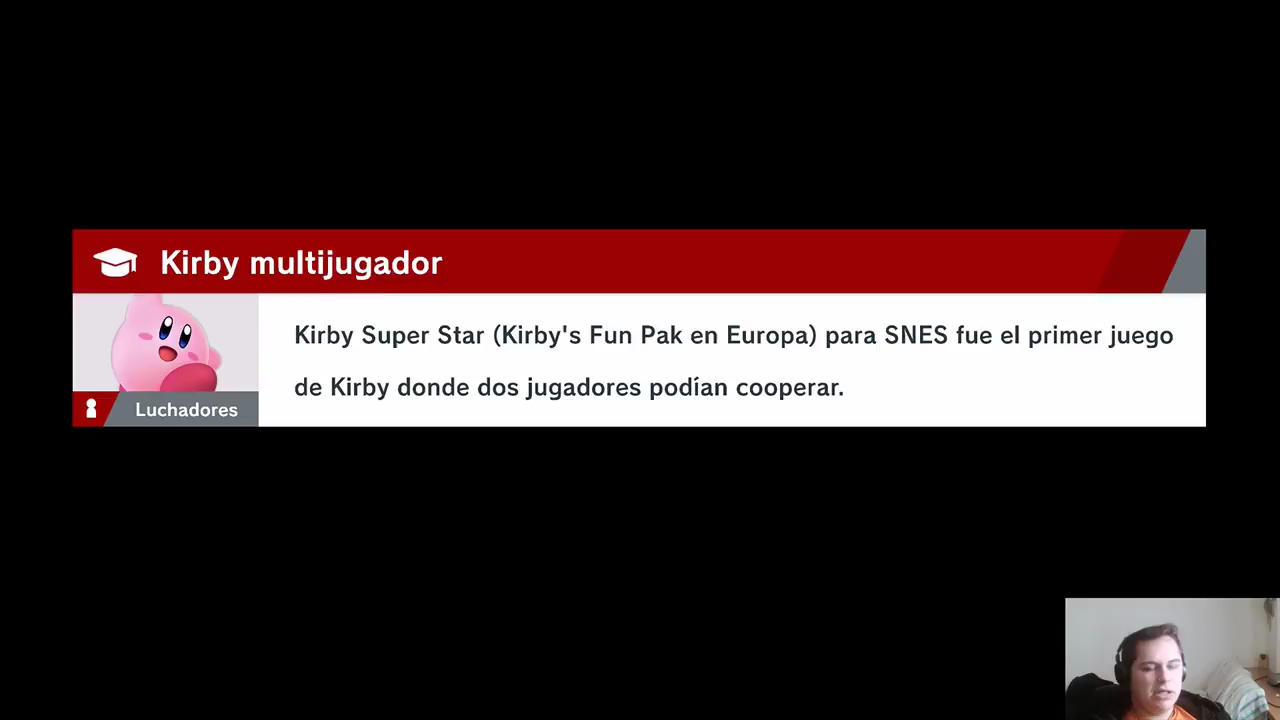 Kirby multijugador
Kirby Super Star (Kirby's Fun Pak en Europa) para SNES fue el primer juego
de Kirby donde dos jugadores podían cooperar.
Luchadores